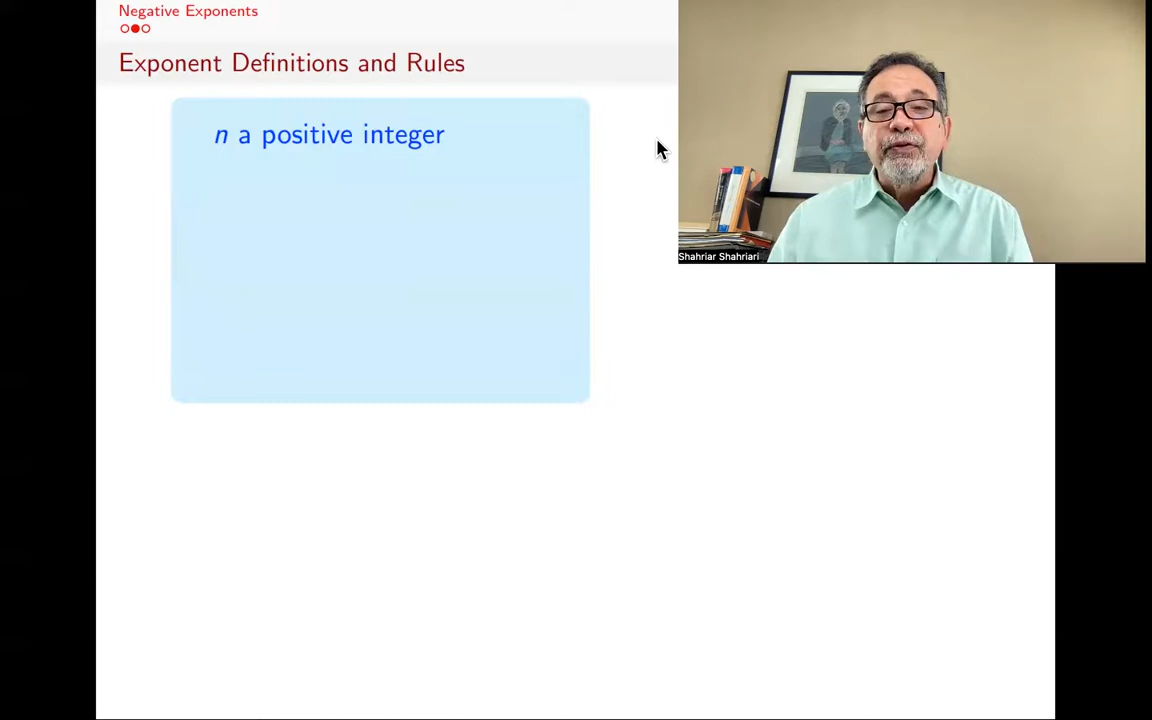 Negative Exponents
Exponent Definitions and Rules
n a positive integer
Shahriar Shahriari